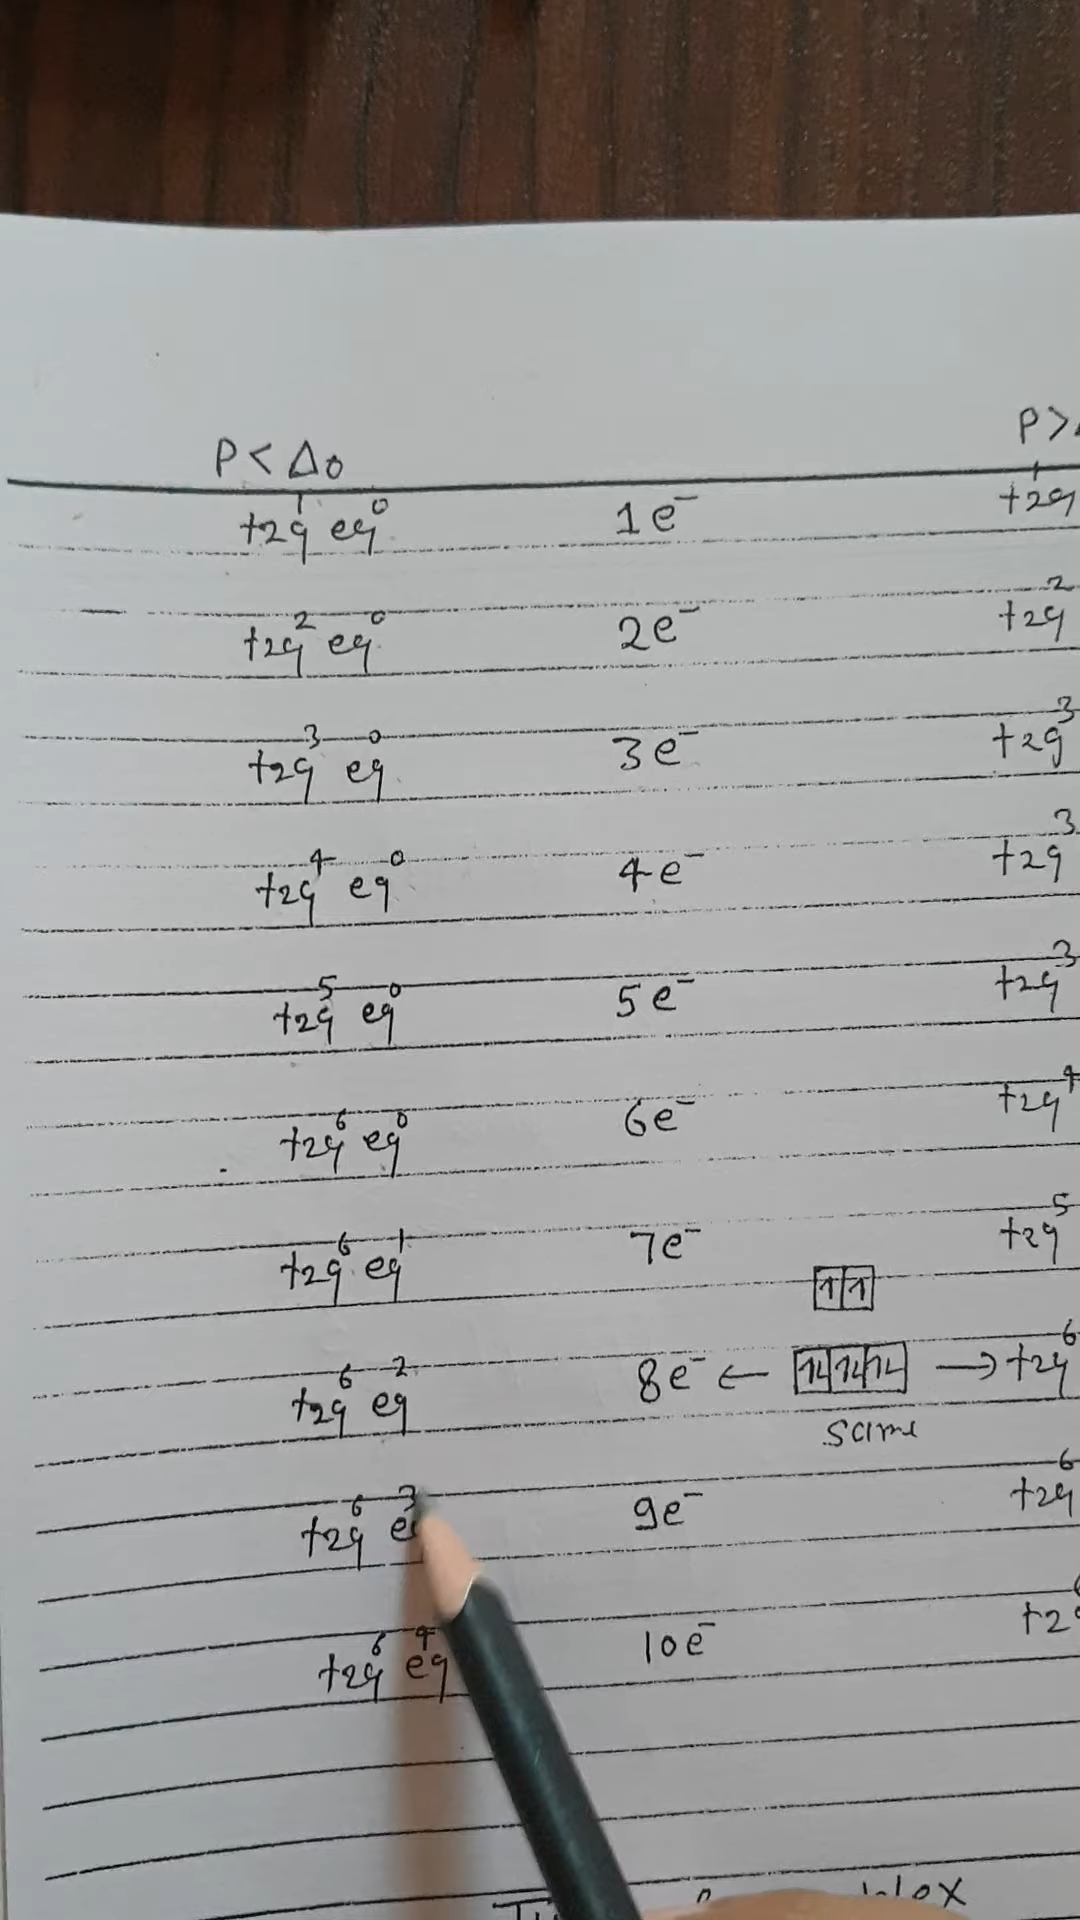 P < Δo P >
t2g¹ eg⁰ 1e⁻ t2g¹
t2g² eg⁰ 2e⁻ t2g²
t2g³ eg⁰ 3e⁻ t2g³
t2g⁴ eg⁰ 4e⁻ t2g³
t2g⁵ eg⁰ 5e⁻ t2g³
t2g⁶ eg⁰ 6e⁻ t2g⁴
t2g⁶ eg¹ 7e⁻ t2g⁵
↿ ↿
t2g⁶ eg² 8e⁻ ← ↿⇂ ↿⇂ ↿⇂ → t2g⁶
same
t2g⁶ eg³ 9e⁻ t2g⁶
t2g⁶ eg⁴ 10e⁻ t2g